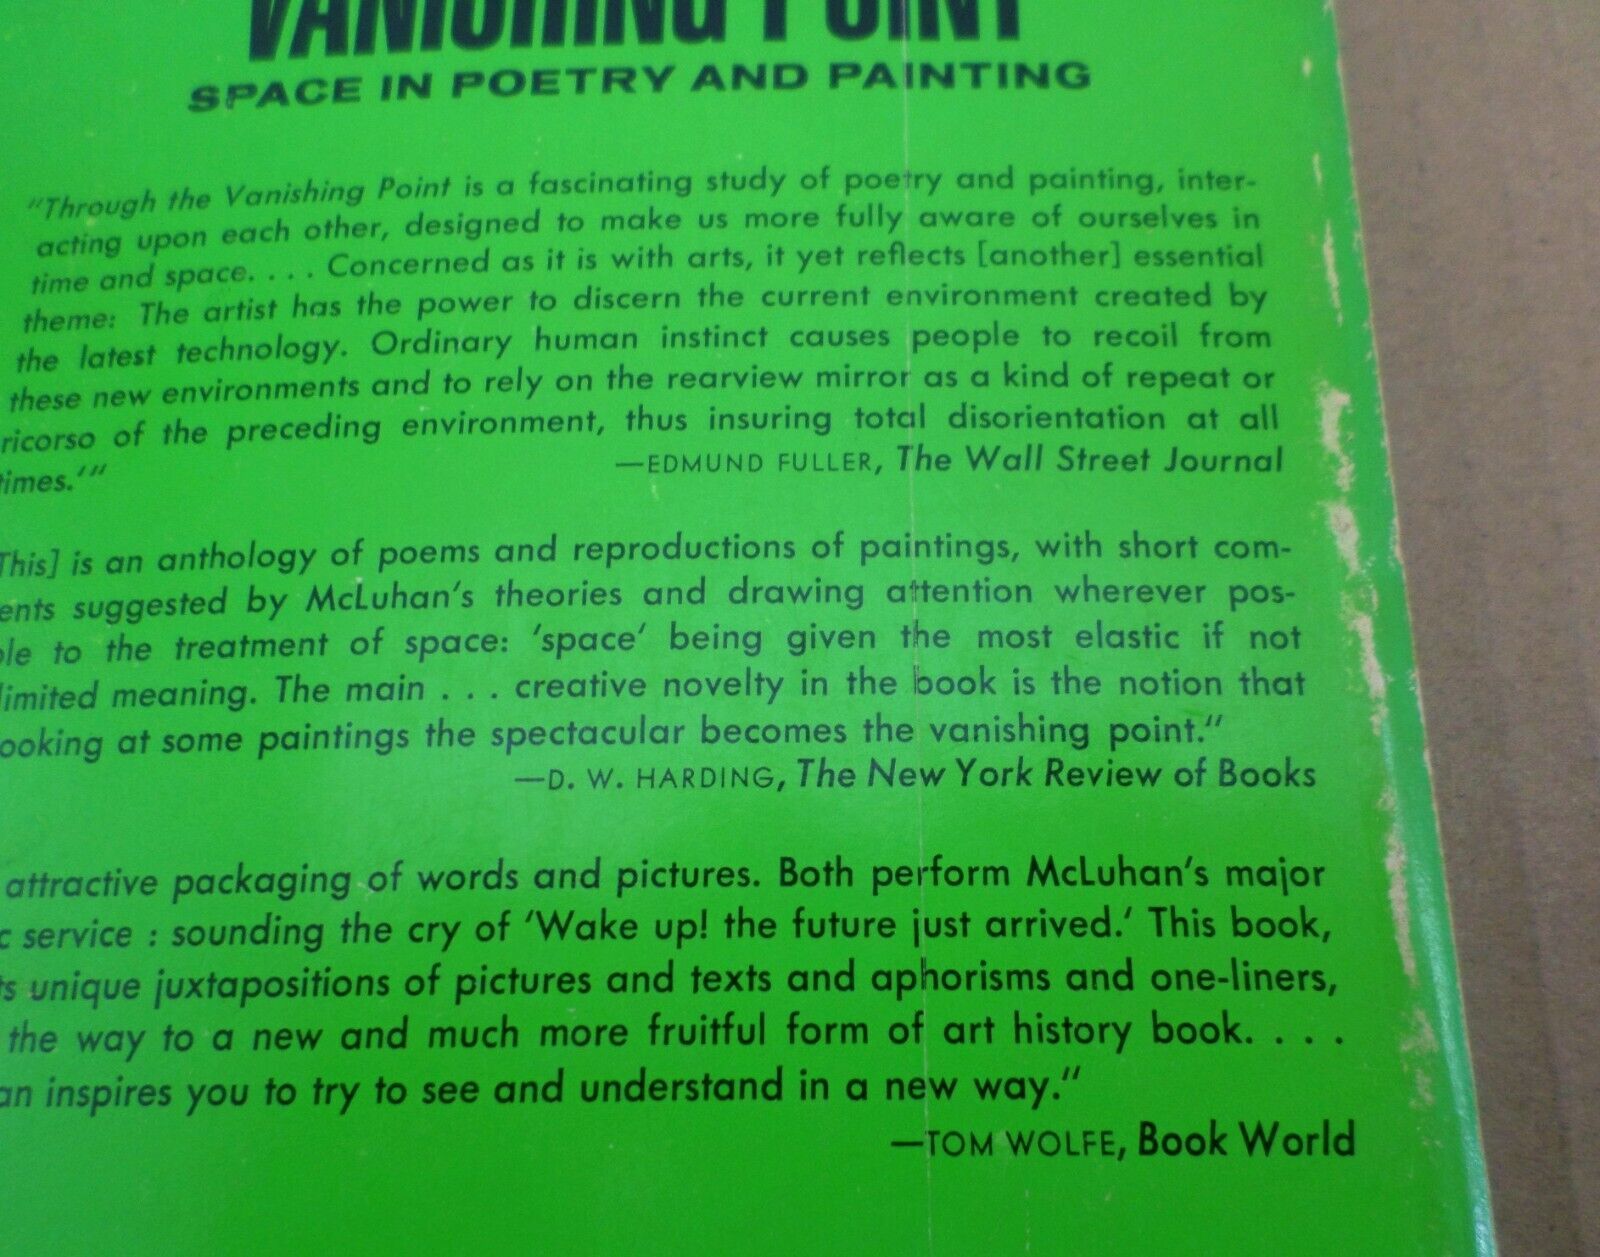 VANISHING POINT
SPACE IN POETRY AND PAINTING
"Through the Vanishing Point is a fascinating study of poetry and painting, inter-
acting upon each other, designed to make us more fully aware of ourselves in
time and space. . . . Concerned as it is with arts, it yet reflects [another] essential
theme: The artist has the power to discern the current environment created by
the latest technology. Ordinary human instinct causes people to recoil from
these new environments and to rely on the rearview mirror as a kind of repeat or
ricorso of the preceding environment, thus insuring total disorientation at all
times.'"
—EDMUND FULLER, The Wall Street Journal
This] is an anthology of poems and reproductions of paintings, with short com-
ents suggested by McLuhan's theories and drawing attention wherever pos-
le to the treatment of space: 'space' being given the most elastic if not
limited meaning. The main . . . creative novelty in the book is the notion that
ooking at some paintings the spectacular becomes the vanishing point."
—D. W. HARDING, The New York Review of Books
attractive packaging of words and pictures. Both perform McLuhan's major
c service : sounding the cry of 'Wake up! the future just arrived.' This book,
ts unique juxtapositions of pictures and texts and aphorisms and one-liners,
the way to a new and much more fruitful form of art history book. . . .
an inspires you to try to see and understand in a new way."
—TOM WOLFE, Book World